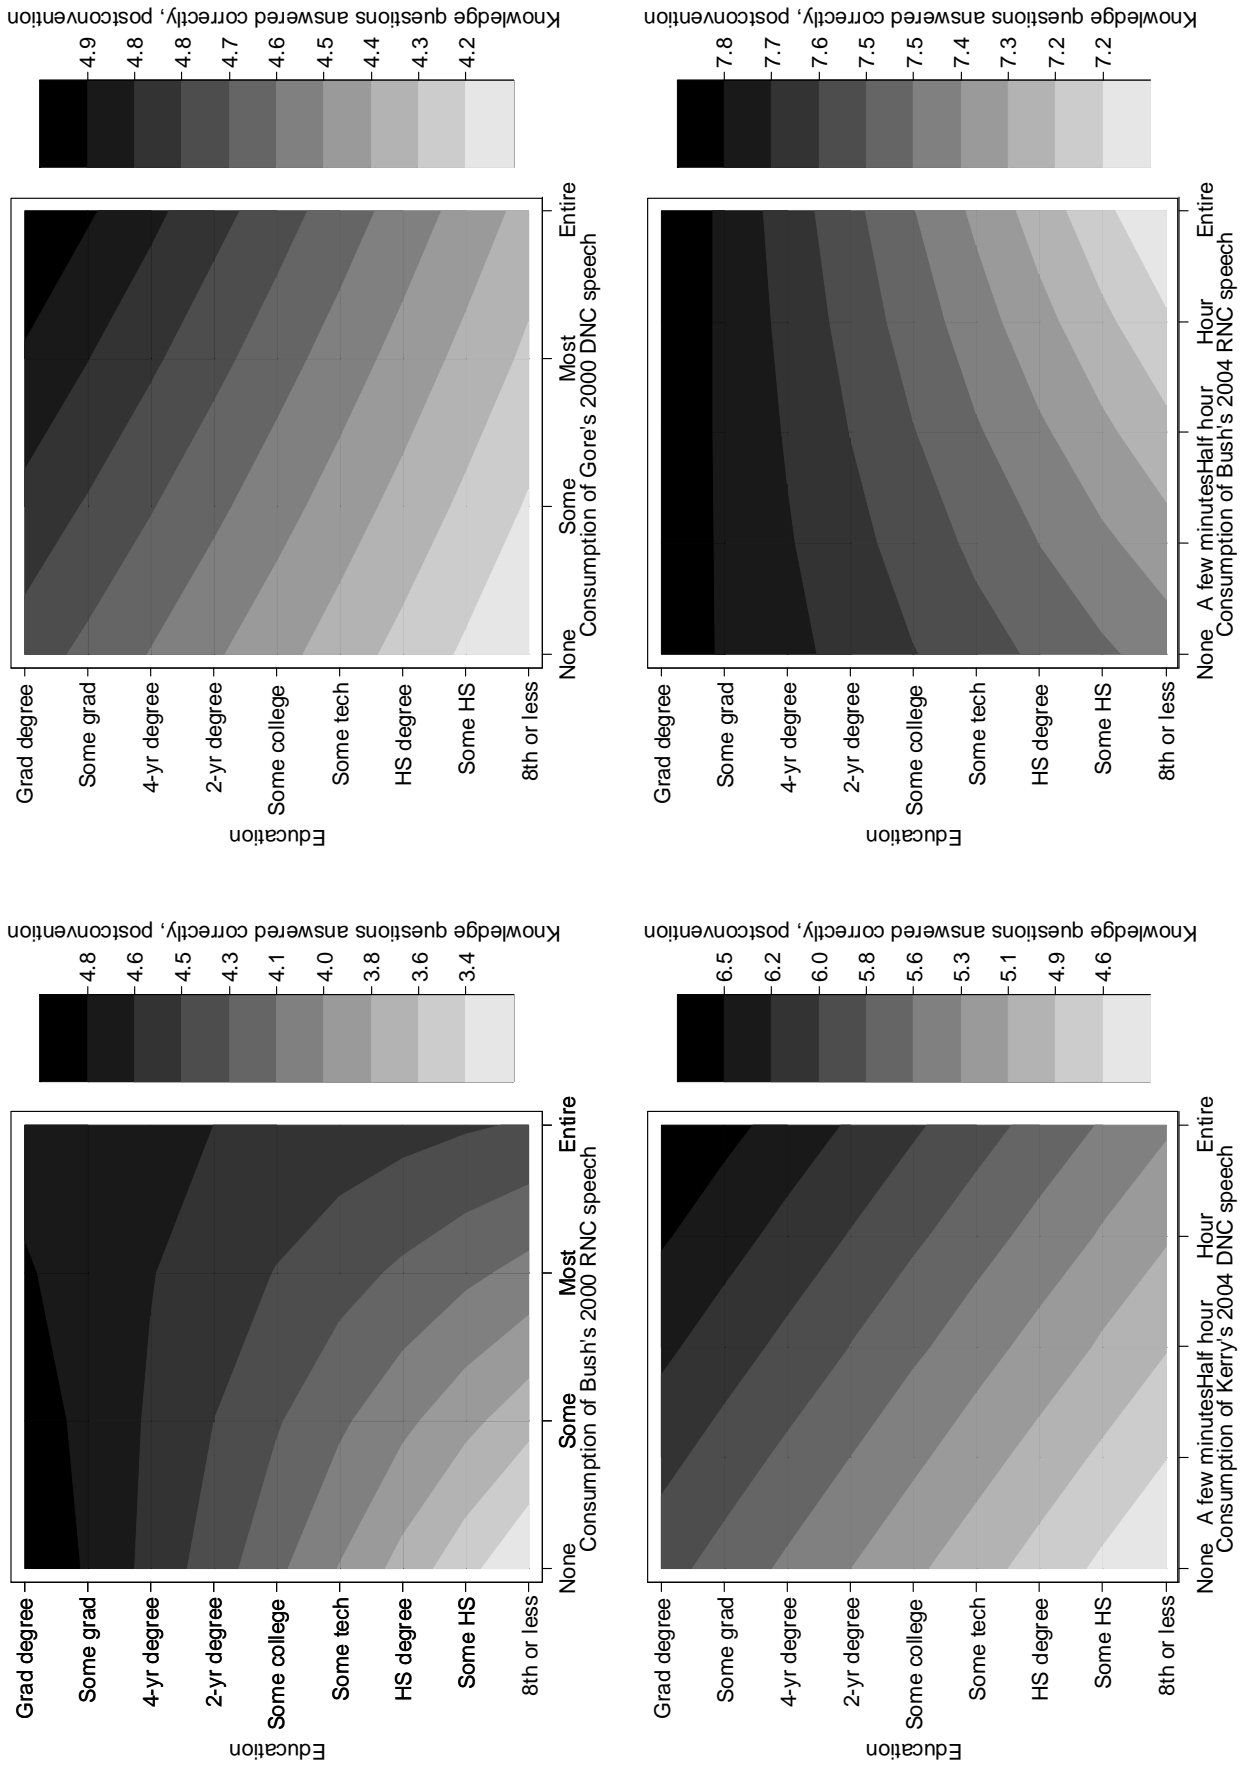 Knowledge questions answered correctly, postconvention
4.9
4.8
4.8
4.7
4.6
4.5
4.4
4.3
4.2
Grad degree
Some grad
4-yr degree
2-yr degree
Some college
Some tech
HS degree
Some HS
8th or less
Education
None Some Most Entire
Consumption of Gore's 2000 DNC speech
Knowledge questions answered correctly, postconvention
7.8
7.7
7.6
7.5
7.5
7.4
7.3
7.2
7.2
Grad degree
Some grad
4-yr degree
2-yr degree
Some college
Some tech
HS degree
Some HS
8th or less
Education
None A few minutes Half hour Hour Entire
Consumption of Bush's 2004 RNC speech
Knowledge questions answered correctly, postconvention
4.8
4.6
4.5
4.3
4.1
4.0
3.8
3.6
3.4
Grad degree
Some grad
4-yr degree
2-yr degree
Some college
Some tech
HS degree
Some HS
8th or less
Education
None Some Most Entire
Consumption of Bush's 2000 RNC speech
Knowledge questions answered correctly, postconvention
6.5
6.2
6.0
5.8
5.6
5.3
5.1
4.9
4.6
Grad degree
Some grad
4-yr degree
2-yr degree
Some college
Some tech
HS degree
Some HS
8th or less
Education
None A few minutes Half hour Hour Entire
Consumption of Kerry's 2004 DNC speech